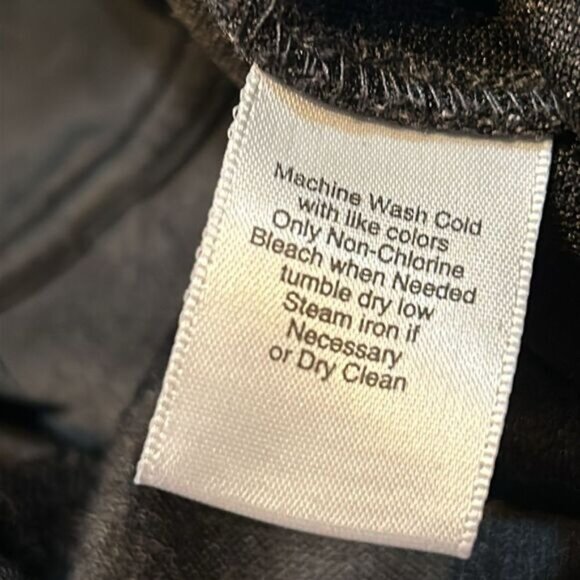 Machine Wash Cold
with like colors
Only Non-Chlorine
Bleach when Needed
tumble dry low
Steam iron if
Necessary
or Dry Clean